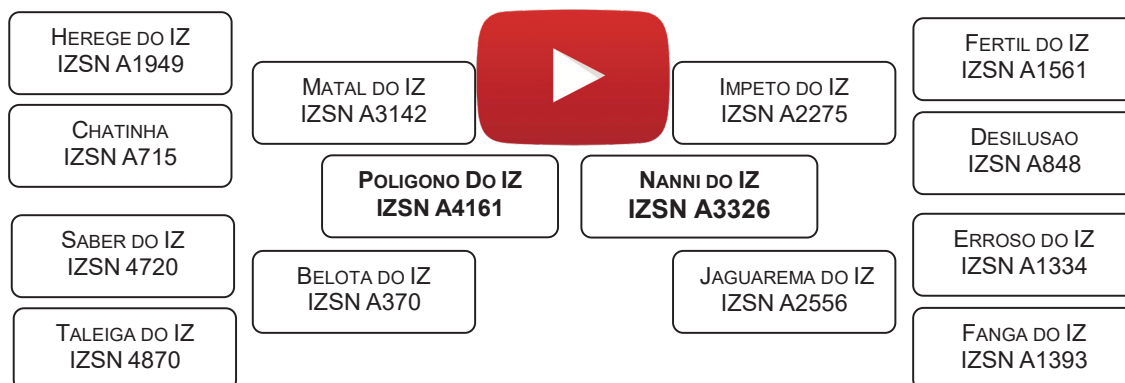 HEREGE DO IZ
IZSN A1949
CHATINHA
IZSN A715
SABER DO IZ
IZSN 4720
TALEIGA DO IZ
IZSN 4870
MATAL DO IZ
IZSN A3142
BELOTA DO IZ
IZSN A370
POLIGONO DO IZ
IZSN A4161
NANNI DO IZ
IZSN A3326
IMPETO DO IZ
IZSN A2275
JAGUAREMA DO IZ
IZSN A2556
FERTIL DO IZ
IZSN A1561
DESILUSAO
IZSN A848
ERROSO DO IZ
IZSN A1334
FANGA DO IZ
IZSN A1393